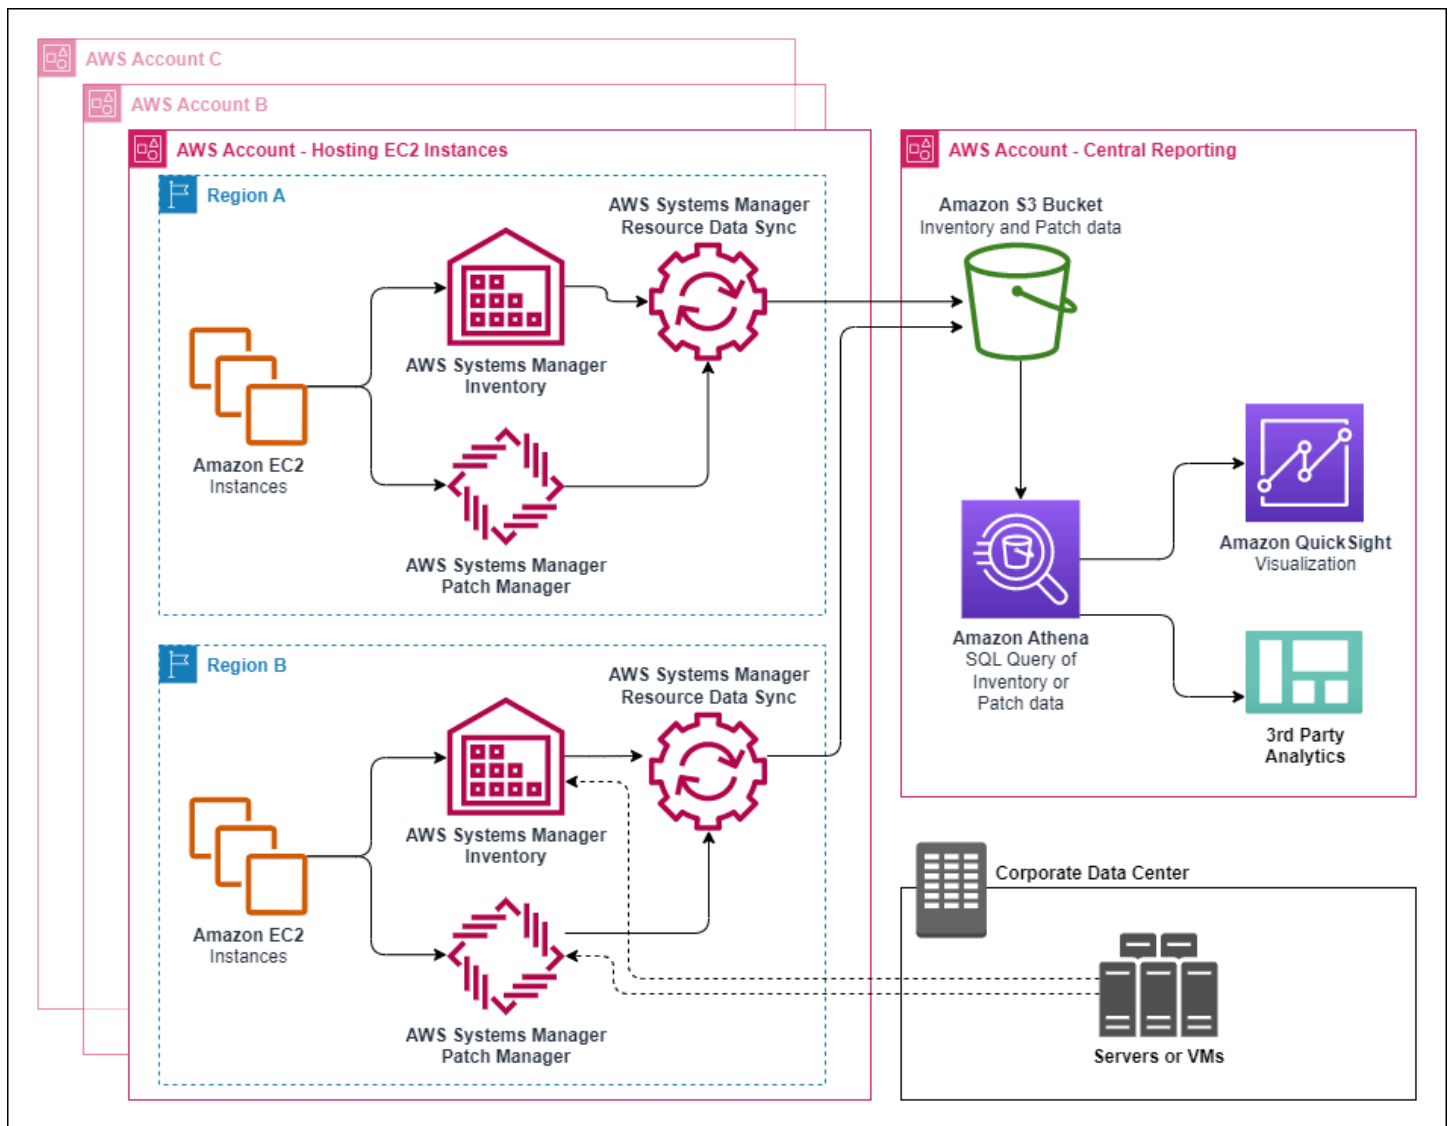 AWS Account C
AWS Account B
AWS Account - Hosting EC2 Instances
Region A
Amazon EC2
Instances
AWS Systems Manager
Inventory
AWS Systems Manager
Patch Manager
AWS Systems Manager
Resource Data Sync
Region B
Amazon EC2
Instances
AWS Systems Manager
Inventory
AWS Systems Manager
Patch Manager
AWS Systems Manager
Resource Data Sync
AWS Account - Central Reporting
Amazon S3 Bucket
Inventory and Patch data
Amazon Athena
SQL Query of
Inventory or
Patch data
Amazon QuickSight
Visualization
3rd Party
Analytics
Corporate Data Center
Servers or VMs